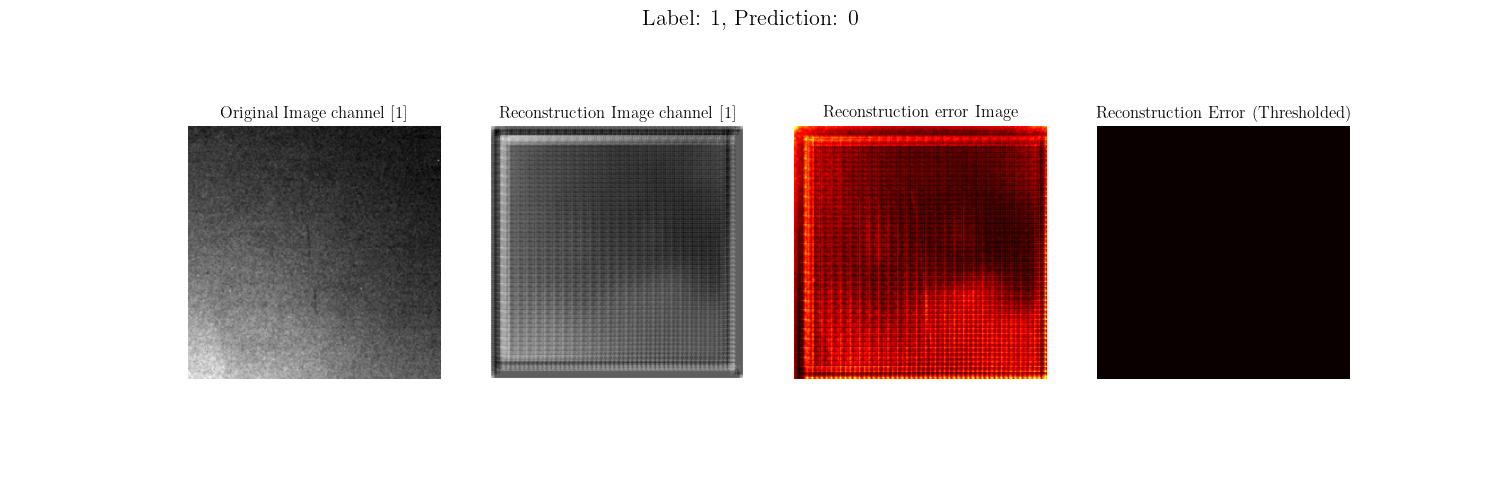 Label: 1, Prediction: 0
Original Image channel [1]
Reconstruction Image channel [1]
Reconstruction error Image
Reconstruction Error (Thresholded)